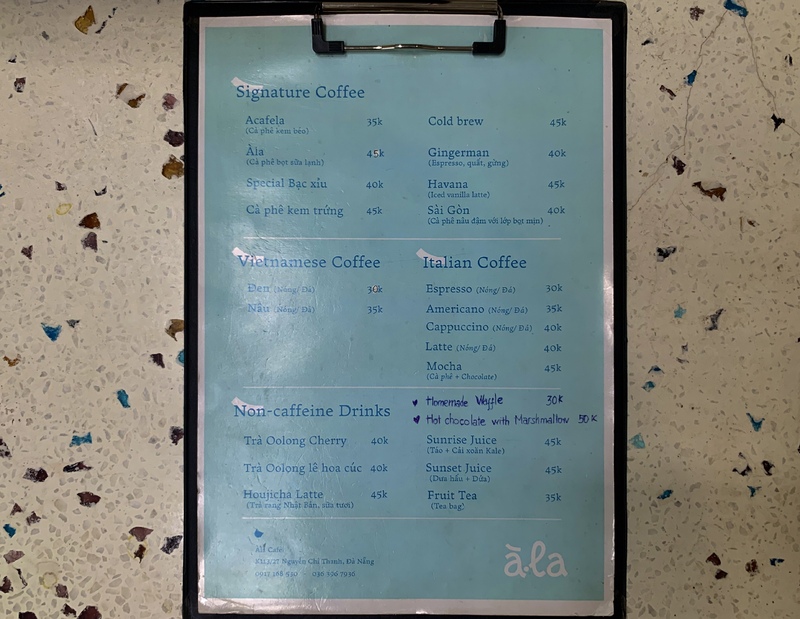 Signature Coffee
Acafela 35k
(Cà phê kem béo)
Àla 45k
(Cà phê bọt sữa lạnh)
Special Bạc xỉu 40k
Cà phê kem trứng 45k
Cold brew 45k
Gingerman 40k
(Espresso, quất, gừng)
Havana 45k
(Iced vanilla latte)
Sài Gòn 40k
(Cà phê nâu đậm với lớp bọt mịn)
Vietnamese Coffee
Đen (Nóng/ Đá) 30k
Nâu (Nóng/ Đá) 35k
Italian Coffee
Espresso (Nóng/ Đá) 30k
Americano (Nóng/ Đá) 35k
Cappuccino (Nóng/ Đá) 40k
Latte (Nóng/ Đá) 40k
Mocha 45k
(Cà phê + Chocolate)
Non-caffeine Drinks
Trà Oolong Cherry 40k
Trà Oolong lê hoa cúc 40k
Houjicha Latte 45k
(Trà rang Nhật Bản, sữa tươi)
♥ Homemade Waffle 30k
♥ Hot chocolate with Marshmallow 50k
Sunrise Juice 45k
(Táo + Cải xoăn Kale)
Sunset Juice 45k
(Dưa hấu + Dứa)
Fruit Tea 35k
(Tea bag)
Àla Cafe
Nguyễn Chí Thanh, Đà Nẵng
à.la